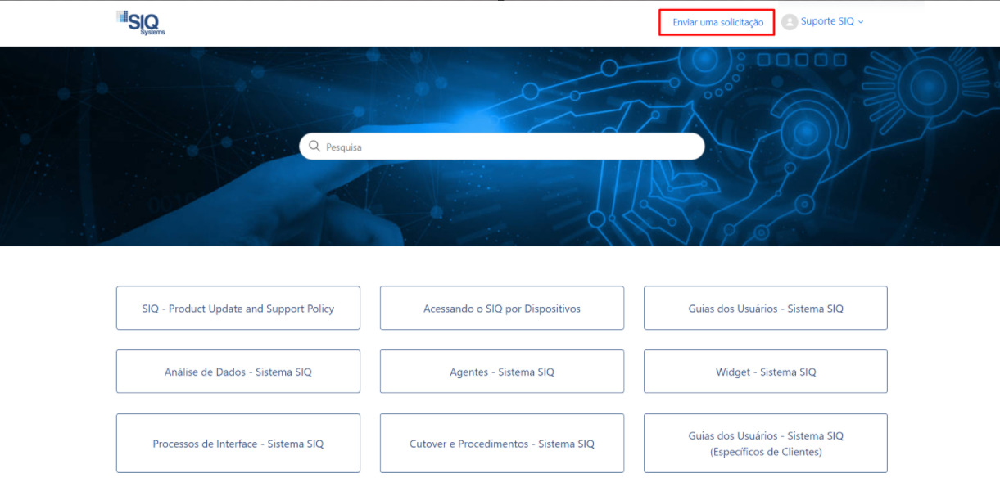 SIQ
Systems
Enviar uma solicitação
Suporte SIQ
Pesquisa
SIQ - Product Update and Support Policy
Acessando o SIQ por Dispositivos
Guias dos Usuários - Sistema SIQ
Análise de Dados - Sistema SIQ
Agentes - Sistema SIQ
Widget - Sistema SIQ
Processos de Interface - Sistema SIQ
Cutover e Procedimentos - Sistema SIQ
Guias dos Usuários - Sistema SIQ
(Específicos de Clientes)